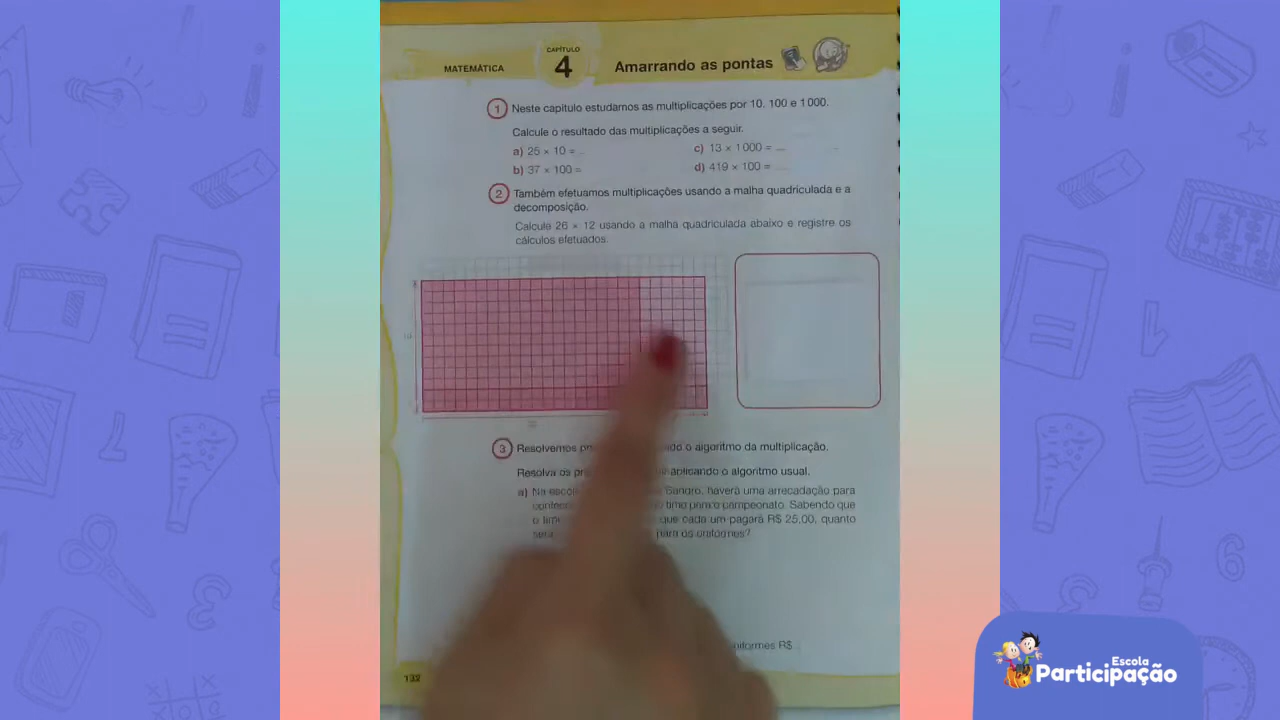 MATEMÁTICA
CAPÍTULO
4
Amarrando as pontas
1 Neste capítulo estudamos as multiplicações por 10, 100 e 1 000.
Calcule o resultado das multiplicações a seguir.
a) 25 × 10 =
c) 13 × 1 000 =
b) 37 × 100 =
d) 419 × 100 =
2 Também efetuamos multiplicações usando a malha quadriculada e a
decomposição.
Calcule 26 × 12 usando a malha quadriculada abaixo e registre os
cálculos efetuados.
3 Resolvemos o algoritmo da multiplicação.
Resolva os aplicando o algoritmo usual.
a) Na Sandro, haverá uma arrecadação para
time para o campeonato. Sabendo que
o que cada um pagará R$ 25,00, quanto
para os uniformes?
R$
132
Escola
Participação